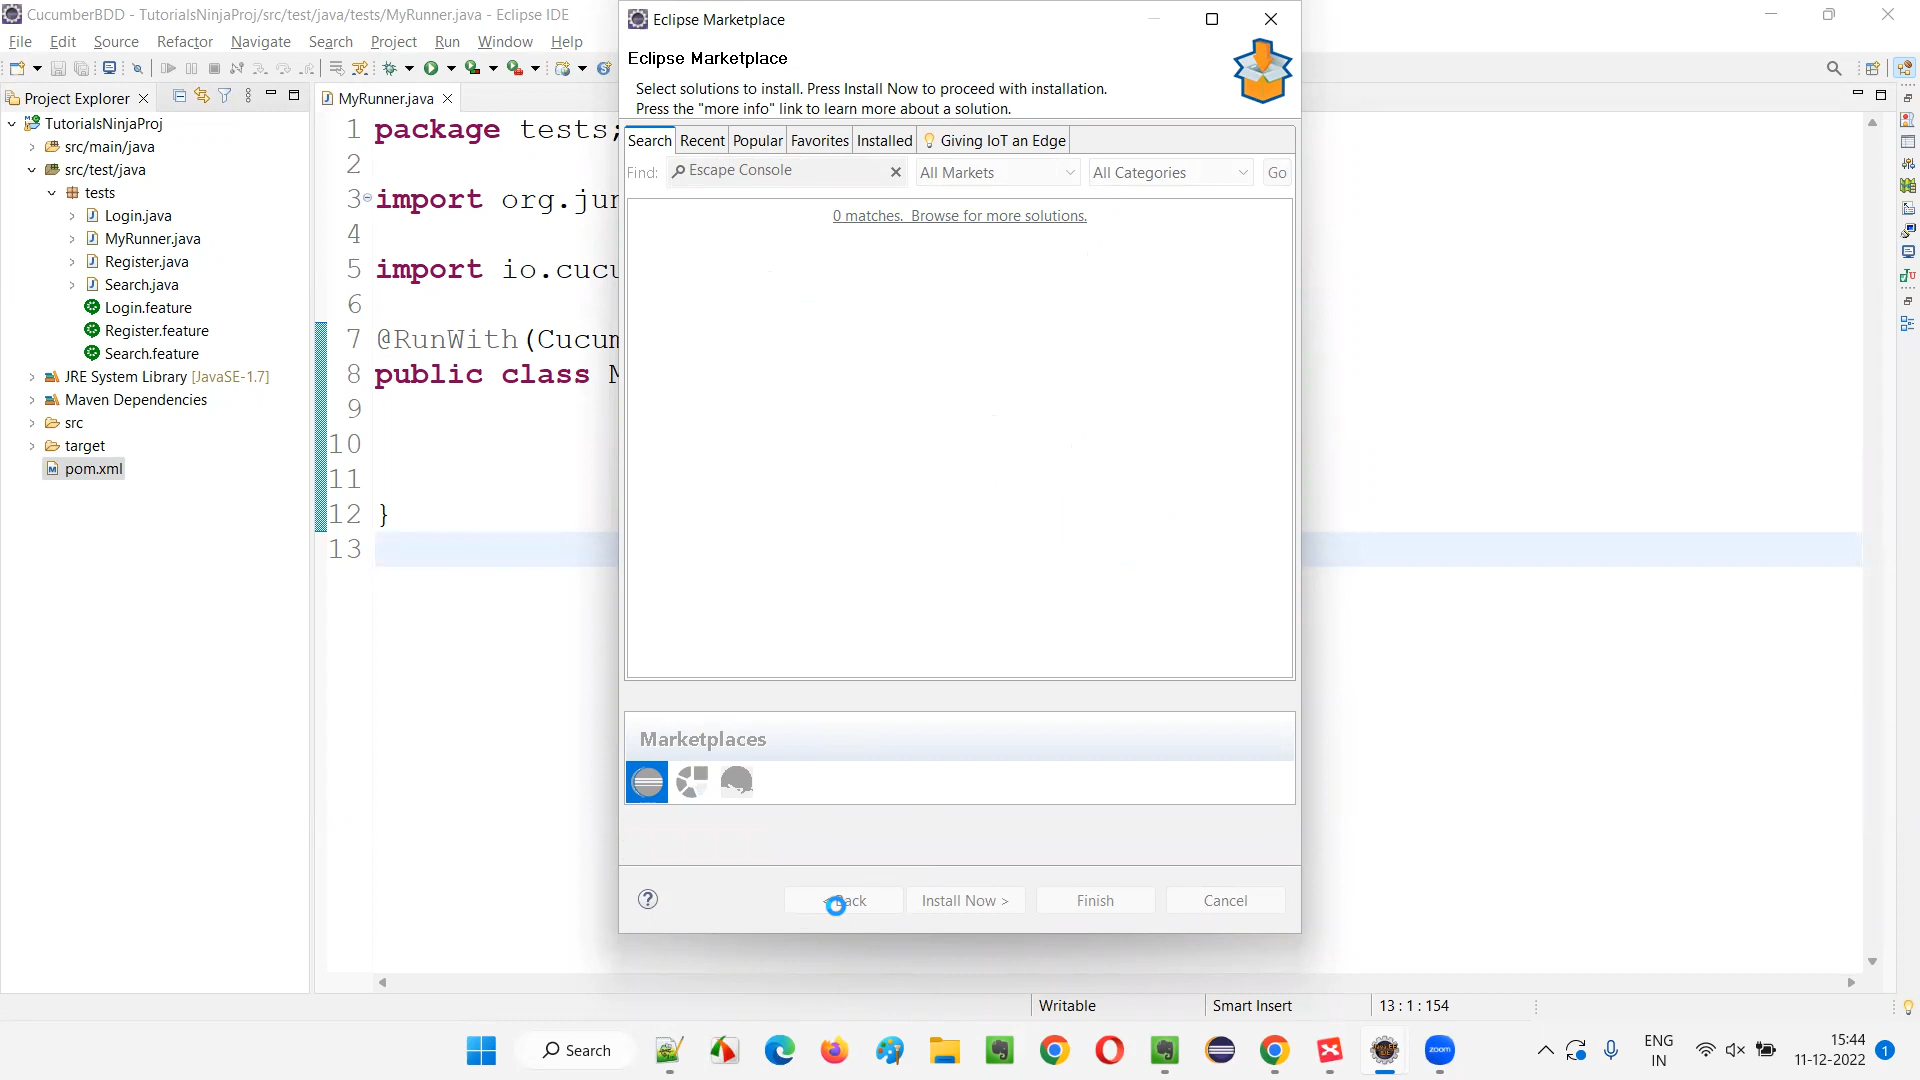 CucumberBDD - TutorialsNinjaProj/src/test/java/tests/MyRunner.java - Eclipse IDE
File Edit Source Refactor Navigate Search Project Run Window Help
Project Explorer
TutorialsNinjaProj
src/main/java
src/test/java
tests
Login.java
MyRunner.java
Register.java
Search.java
Login.feature
Register.feature
Search.feature
JRE System Library [JavaSE-1.7]
Maven Dependencies
src
target
pom.xml
MyRunner.java
1 package tests;
2
3 import org.jun
4
5 import io.cucu
6
7 @RunWith(Cucum
8 public class M
9
10
11
12 }
13
Eclipse Marketplace
Eclipse Marketplace
Select solutions to install. Press Install Now to proceed with installation.
Press the "more info" link to learn more about a solution.
Search Recent Popular Favorites Installed Giving IoT an Edge
Find: Escape Console All Markets All Categories Go
0 matches. Browse for more solutions.
Marketplaces
< Back Install Now > Finish Cancel
Writable Smart Insert 13 : 1 : 154
Search
zoom
ENG
IN
15:44
11-12-2022
1